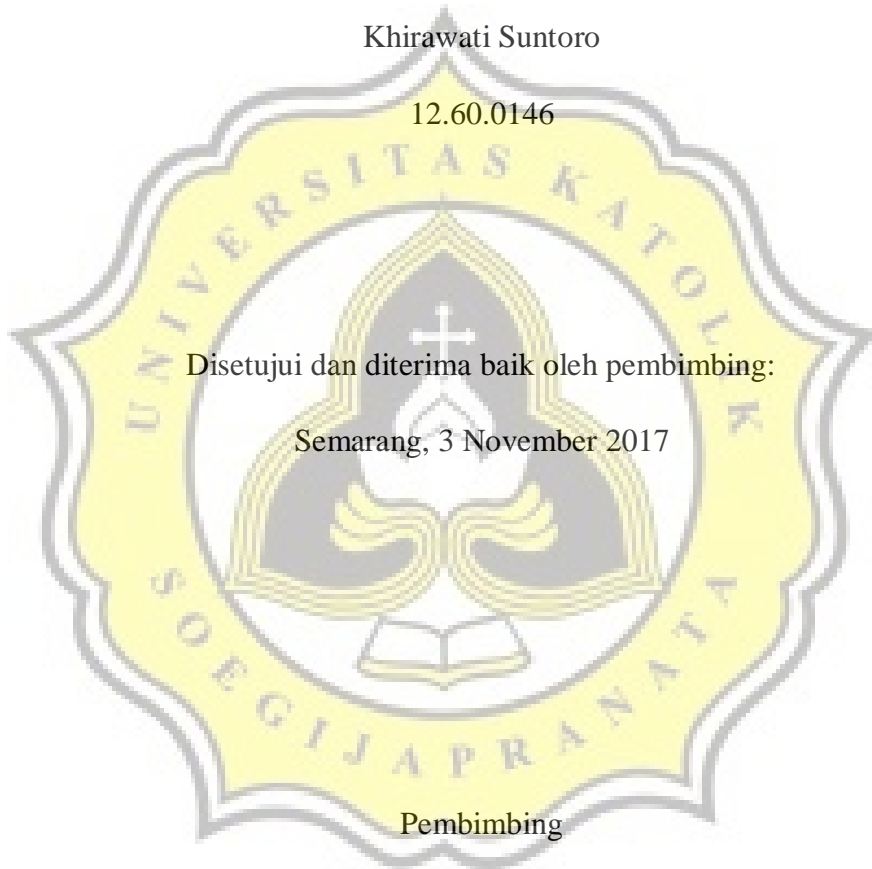 Khirawati Suntoro
12.60.0146
UNIVERSITAS KATOLIK
Disetujui dan diterima baik oleh pembimbing:
Semarang, 3 November 2017
SOEGIJAPRANATA
Pembimbing